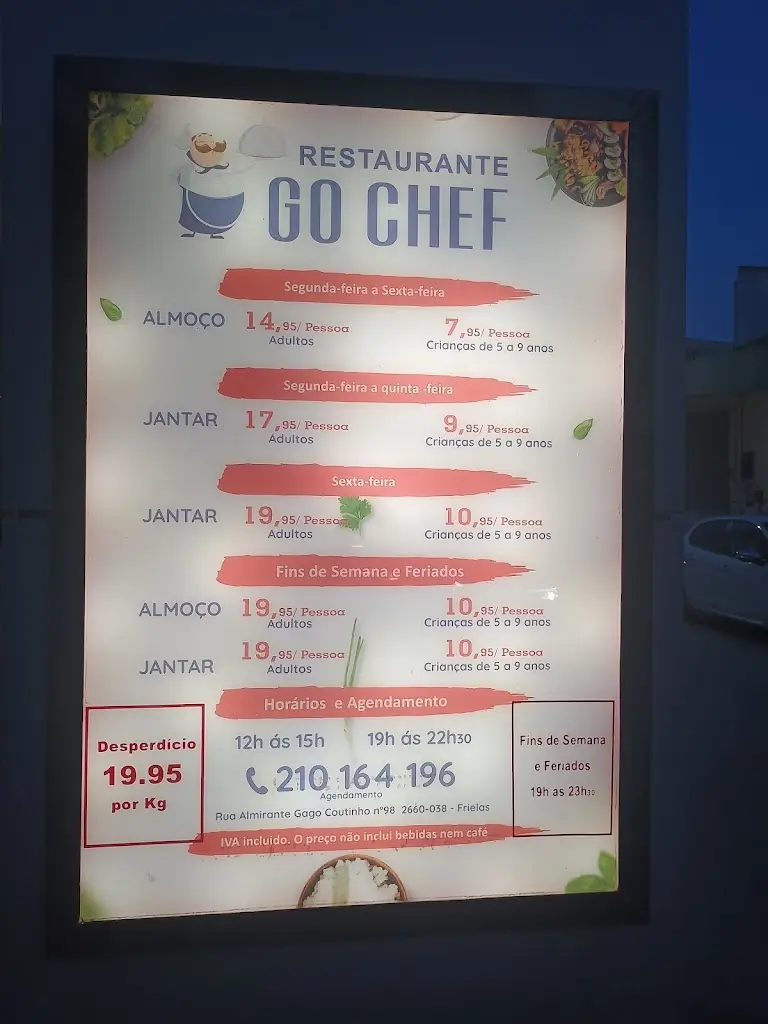 RESTAURANTE
GO CHEF
Segunda-feira a Sexta-feira
ALMOÇO 14,95/ Pessoa 7,95/ Pessoa
Adultos Crianças de 5 a 9 anos
Segunda-feira a quinta -feira
JANTAR 17,95/ Pessoa 9,95/ Pessoa
Adultos Crianças de 5 a 9 anos
Sexta-feira
JANTAR 19,95/ Pessoa 10,95/ Pessoa
Adultos Crianças de 5 a 9 anos
Fins de Semana e Feriados
ALMOÇO 19,95/ Pessoa 10,95/ Pessoa
Adultos Crianças de 5 a 9 anos
JANTAR 19,95/ Pessoa 10,95/ Pessoa
Adultos Crianças de 5 a 9 anos
Horários e Agendamento
Desperdício
19.95
por Kg
12h ás 15h 19h ás 22h30
210 164 196
Agendamento
Rua Almirante Gago Coutinho nº98 2660-038 - Frielas
Fins de Semana
e Feriados
19h as 23h30
IVA incluido. O preço não inclui bebidas nem café